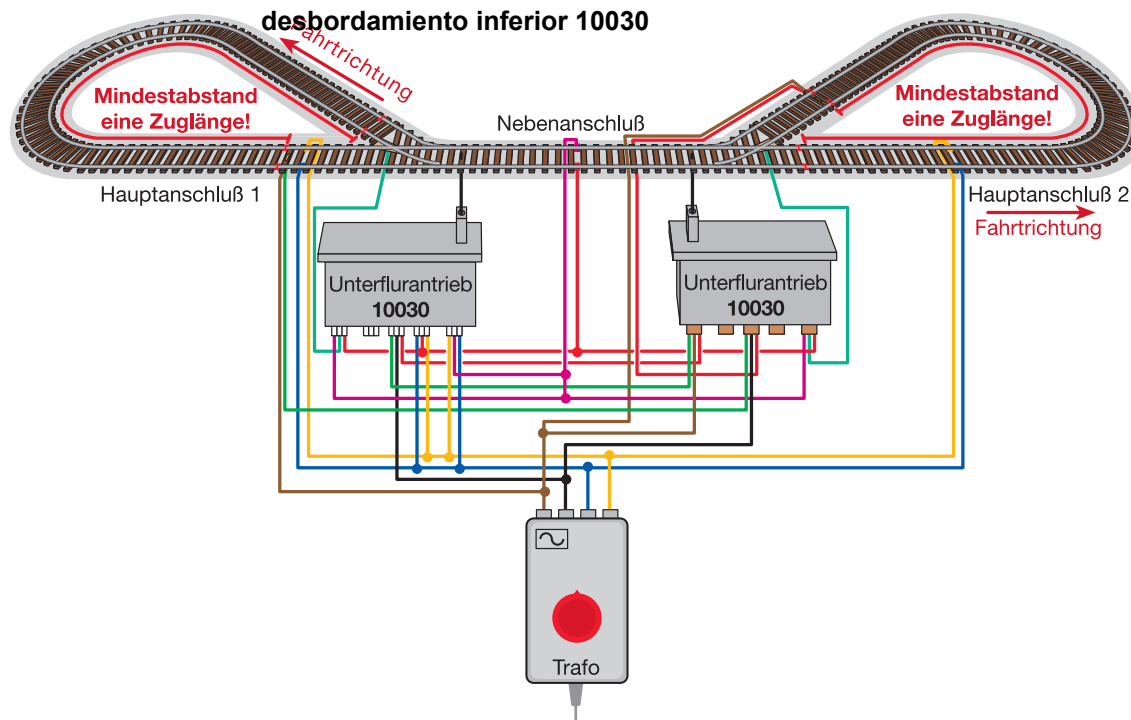 desbordamiento inferior 10030
Fahrtrichtung
Mindestabstand
eine Zuglänge!
Nebenanschluß
Mindestabstand
eine Zuglänge!
Hauptanschluß 1
Hauptanschluß 2
Fahrtrichtung
Unterflurantrieb
10030
Unterflurantrieb
10030
Trafo